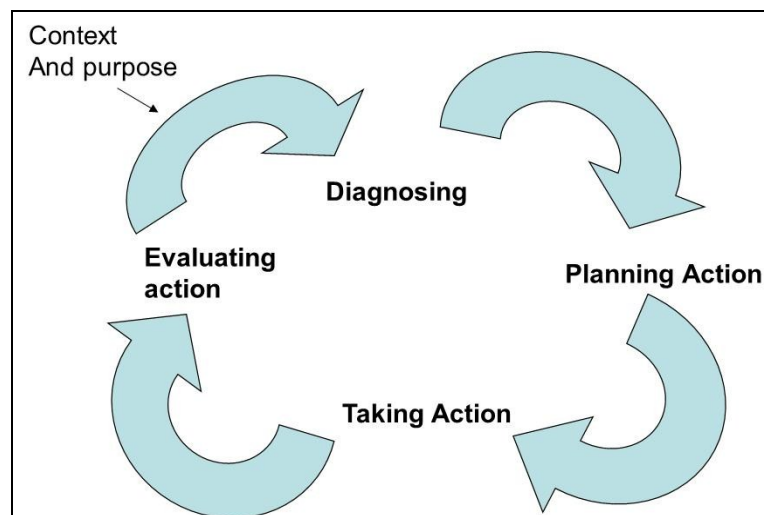 Context
And purpose
Diagnosing
Evaluating
action
Planning Action
Taking Action